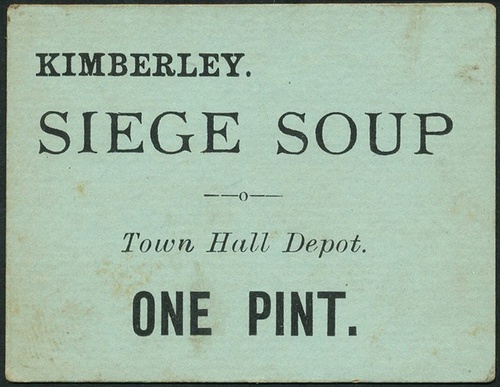 KIMBERLEY.
SIEGE SOUP
Town Hall Depot.
ONE PINT.